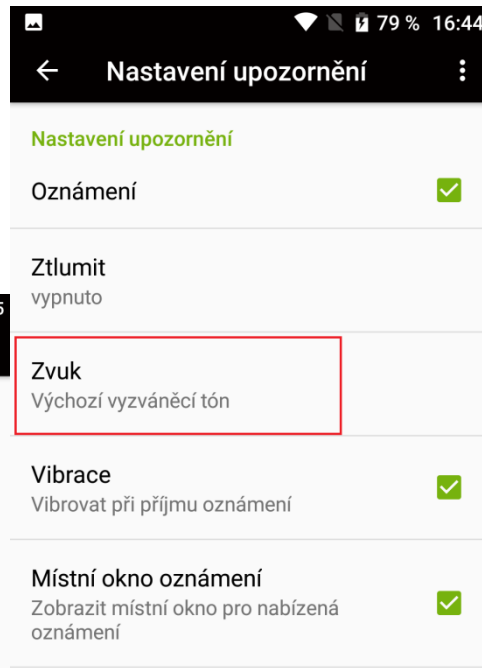 79 % 16:44
Nastavení upozornění
Nastavení upozornění
Oznámení
Ztlumit
vypnuto
5
Zvuk
Výchozí vyzváněcí tón
Vibrace
Vibrovat při příjmu oznámení
Místní okno oznámení
Zobrazit místní okno pro nabízená
oznámení